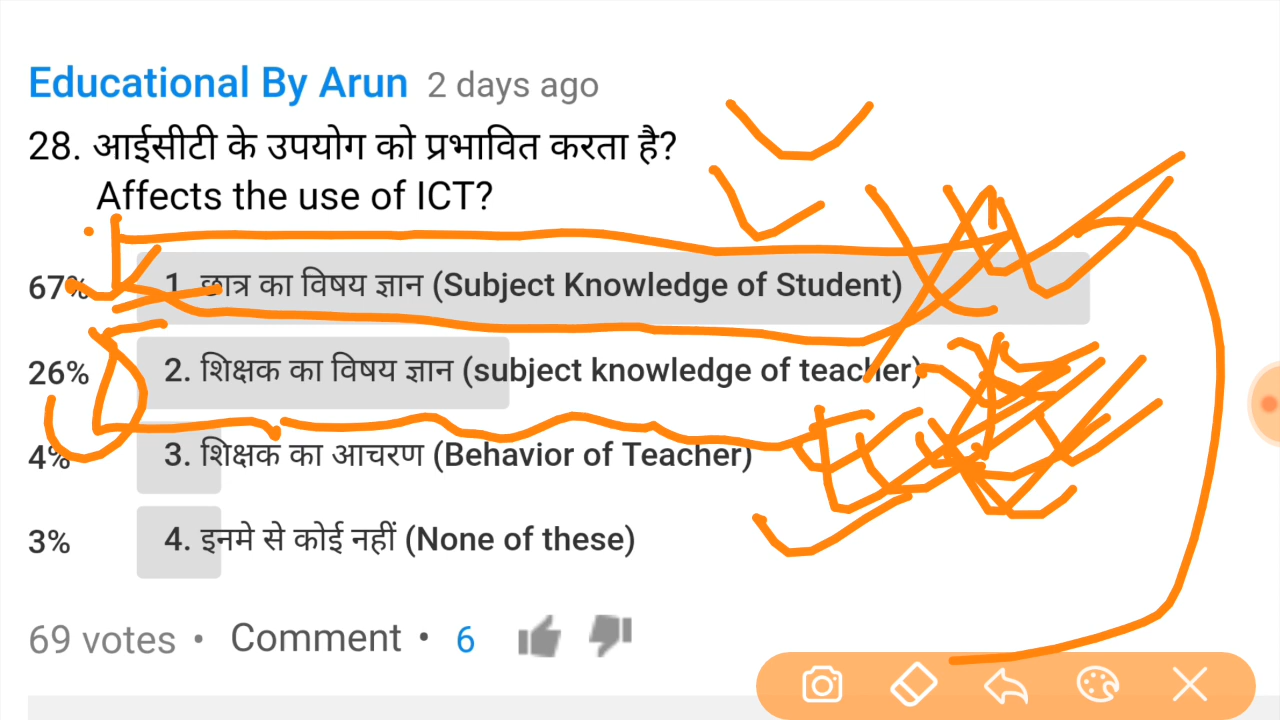 Educational By Arun 2 days ago
28. आईसीटी के उपयोग को प्रभावित करता है?
Affects the use of ICT?
67% 1. छात्र का विषय ज्ञान (Subject Knowledge of Student)
26% 2. शिक्षक का विषय ज्ञान (subject knowledge of teacher)
4% 3. शिक्षक का आचरण (Behavior of Teacher)
3% 4. इनमे से कोई नहीं (None of these)
69 votes • Comment • 6